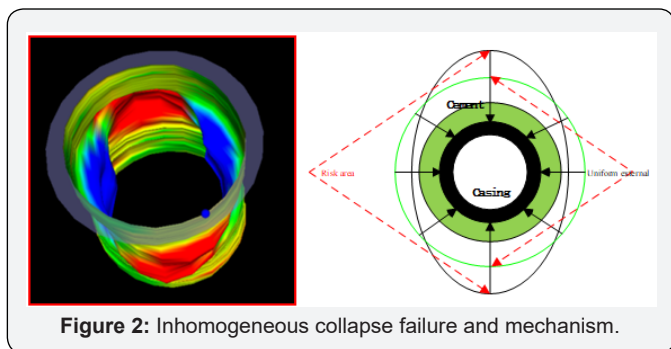 Cement
Risk area
Uniform external
Casing
Figure 2: Inhomogeneous collapse failure and mechanism.